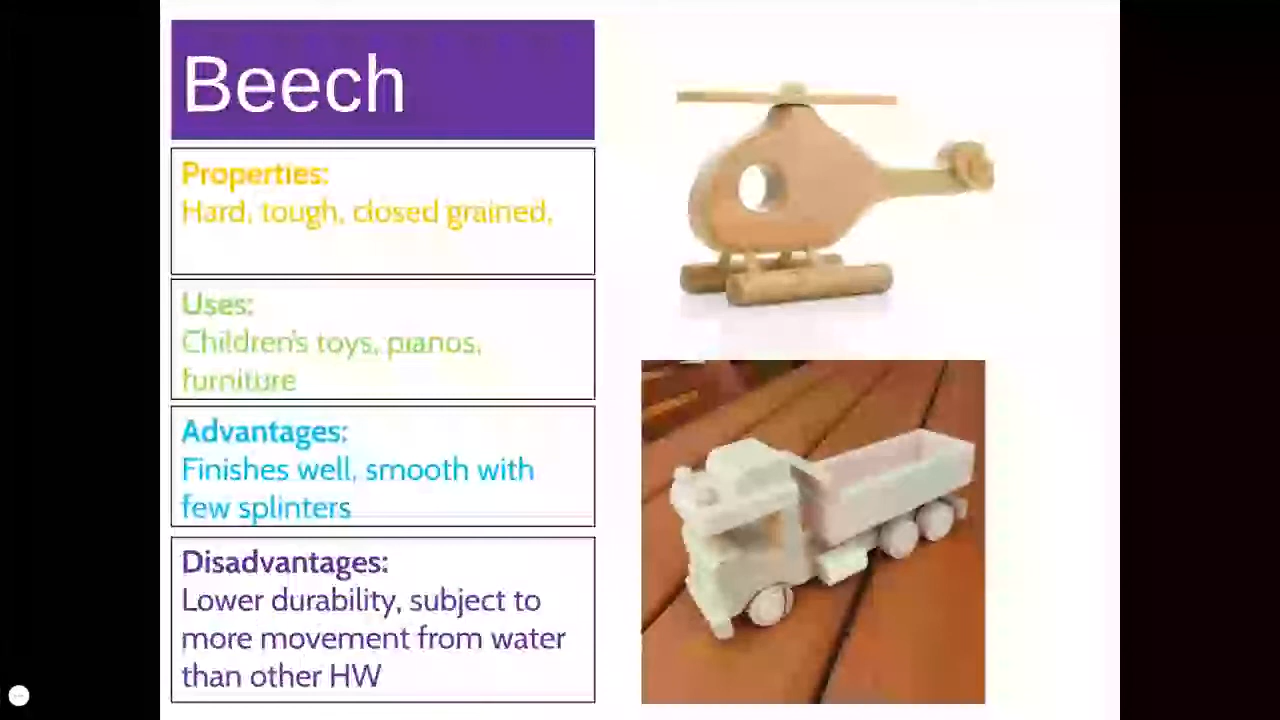 Beech
Properties:
Hard, tough, closed grained,
Uses:
Children's toys, pianos,
furniture
Advantages:
Finishes well, smooth with
few splinters
Disadvantages:
Lower durability, subject to
more movement from water
than other HW